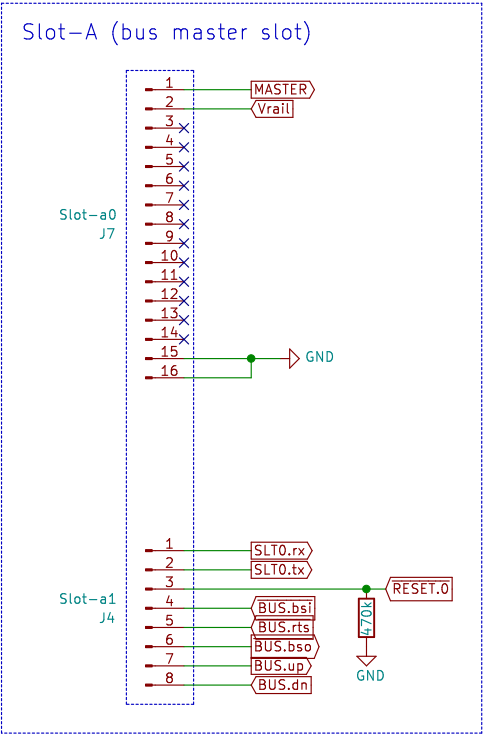 Slot-A (bus master slot)
1 MASTER
2 Vrail
3
4
5
6
7
Slot-a0
8
J7
9
10
11
12
13
14
15 GND
16
1 SLT0.rx
2 SLT0.tx
3 RESET.0
Slot-a1
4 BUS.bsi
470k
J4
5 BUS.rts
6 BUS.bso
7 BUS.up
GND
8 BUS.dn